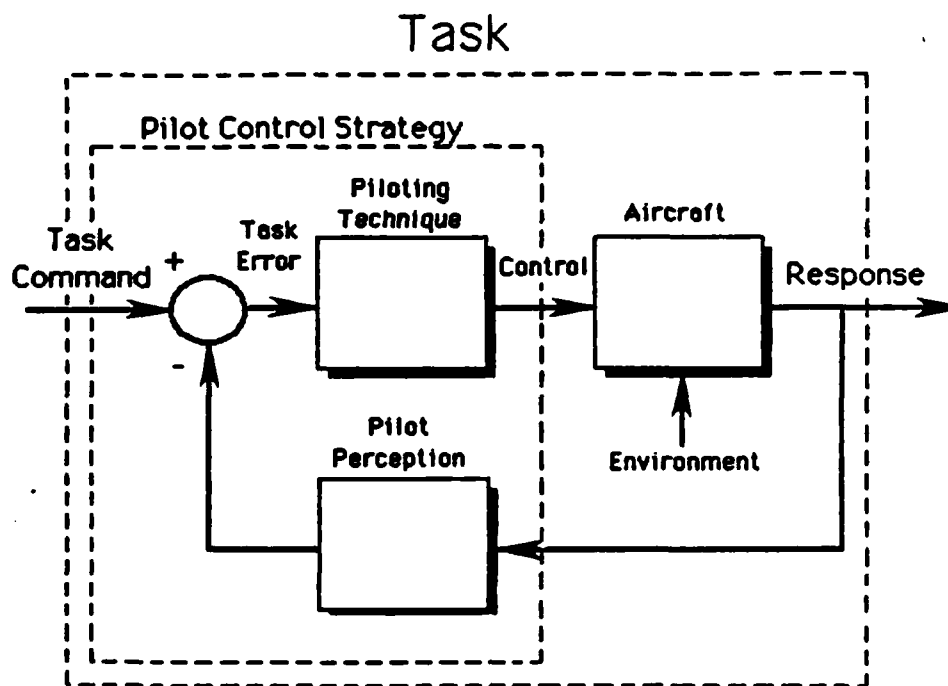 Task
Pilot Control Strategy
Piloting
Technique
Aircraft
Task
Error
Task
Command
+
Control
Response
-
Pilot
Perception
Environment